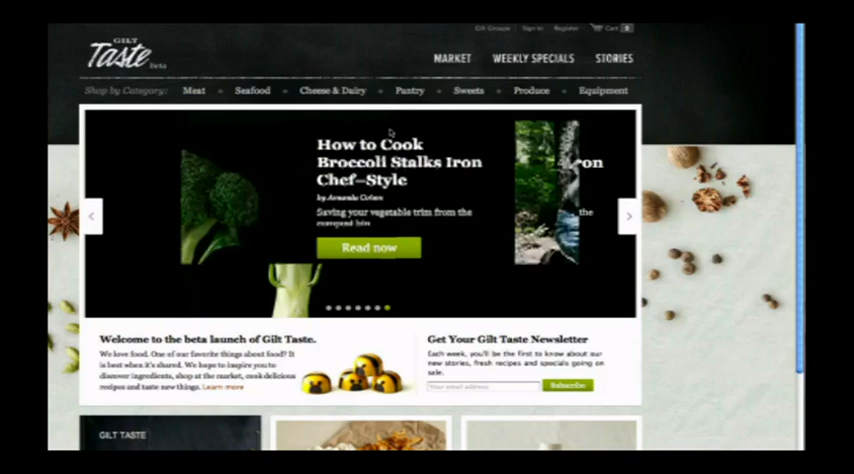 Gilt Groupe Sign In Register Cart 0
GILT
Taste beta
MARKET WEEKLY SPECIALS STORIES
Shop by Category: Meat Seafood Cheese & Dairy Pantry Sweets Produce Equipment
How to Cook
Broccoli Stalks Iron
Chef–Style
by Amanda Cohen
Saving your vegetable trim from the
compost bin
Read now
on
the
Welcome to the beta launch of Gilt Taste.
We love food. One of our favorite things about food? It
is best when it's shared. We hope to inspire you to
discover ingredients, shop at the market, cook delicious
recipes and taste new things. Learn more
Get Your Gilt Taste Newsletter
Each week, you'll be the first to know about our
new stories, fresh recipes and specials going on
sale.
Your email address Subscribe
GILT TASTE